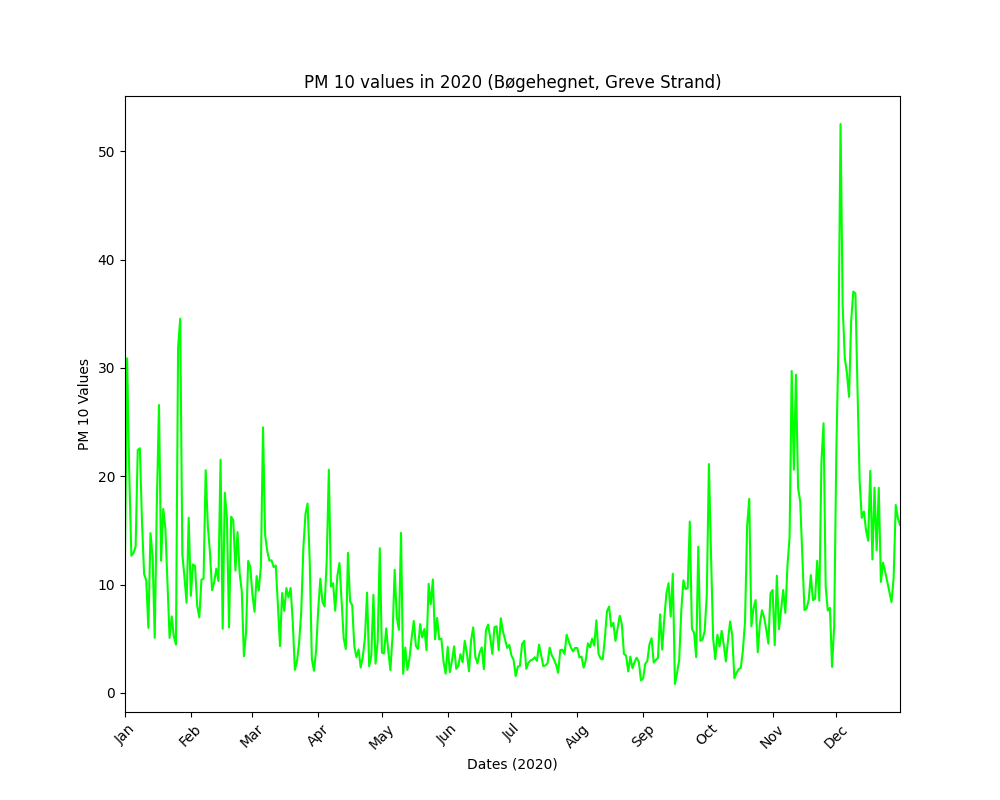 PM 10 values in 2020 (Bøgehegnet, Greve Strand)
PM 10 Values
50
40
30
20
10
0
Jan
Feb
Mar
Apr
May
Jun
Jul
Aug
Sep
Oct
Nov
Dec
Dates (2020)